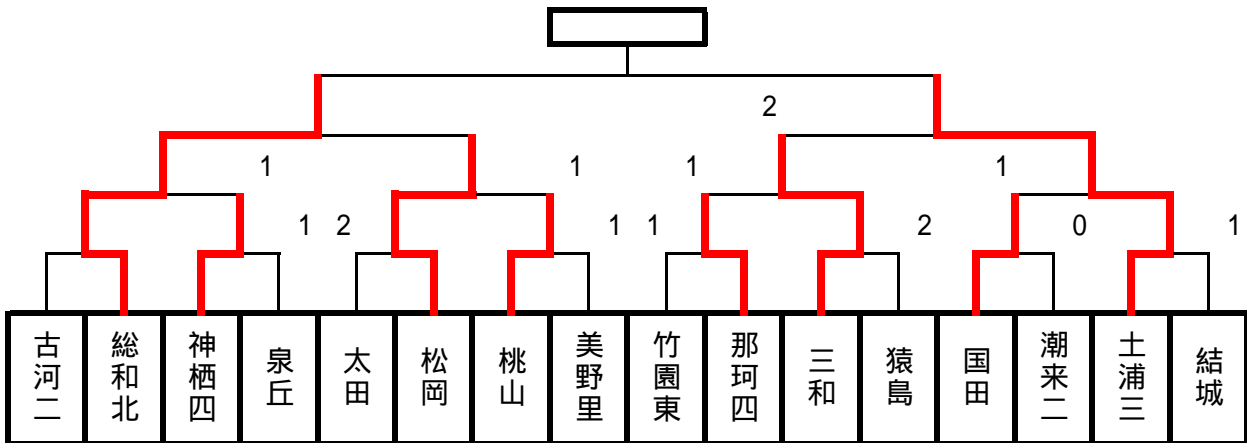 2
1 1 1 1
1 2 1 1 2 0 1
古河二
総和北
神栖四
泉丘
太田
松岡
桃山
美野里
竹園東
那珂四
三和
猿島
国田
潮来二
土浦三
結城